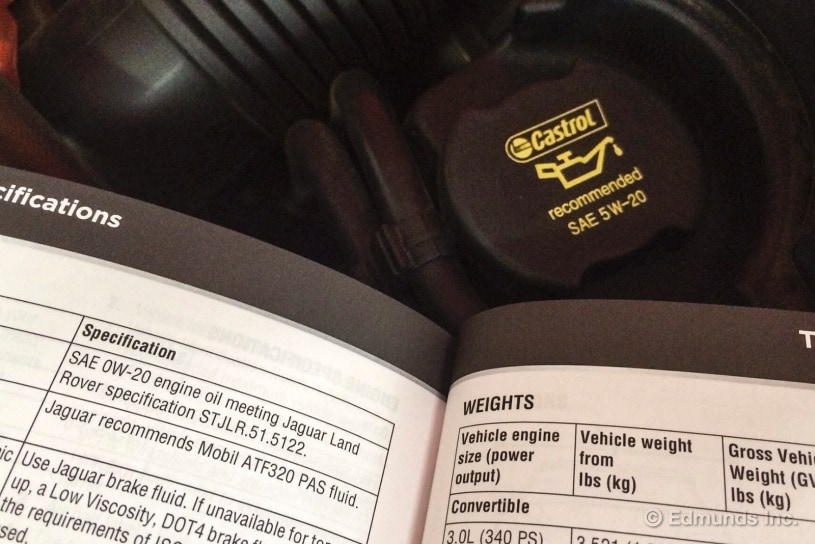 Castrol
recommended
SAE 5W-20
cifications
Specification
SAE 0W-20 engine oil meeting Jaguar Land
Rover specification STJLR.51.5122.
Jaguar recommends Mobil ATF320 PAS fluid.
Use Jaguar brake fluid. If unavailable for
up, a Low Viscosity, DOT4 brake
the requirements of
sed.
T
WEIGHTS
Vehicle engine
size (power
output)
Vehicle weight
from
lbs (kg)
Gross Vehi
Weight (GV
lbs (kg)
Convertible
3.0L (340 PS)
© Edmunds Inc.